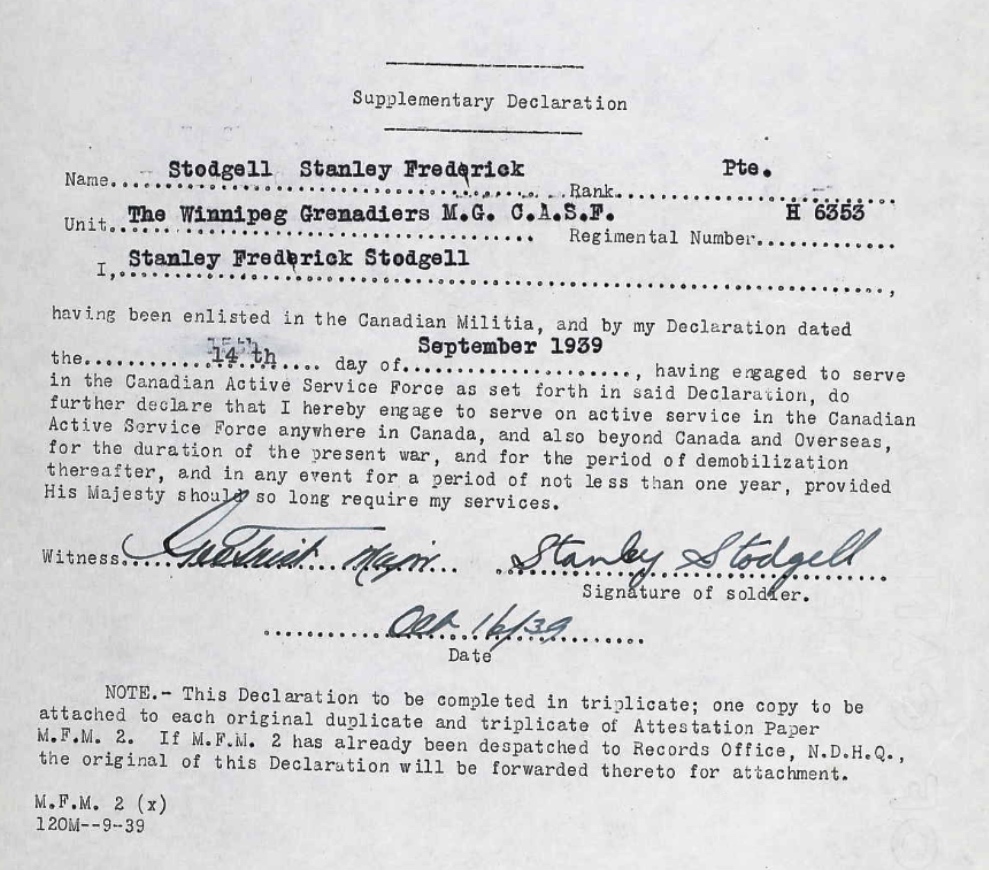 Supplementary Declaration
Name.... Stodgell Stanley Frederick ....Rank.... Pte. ....
Unit.... The Winnipeg Grenadiers M.G. C.A.S.F. .... Regimental Number.... H 6353 ....
I,.... Stanley Frederick Stodgell ....,
having been enlisted in the Canadian Militia, and by my Declaration dated
the.... 14 th .... day of.... September 1939 ...., having engaged to serve
in the Canadian Active Service Force as set forth in said Declaration, do
further declare that I hereby engage to serve on active service in the Canadian
Active Service Force anywhere in Canada, and also beyond Canada and Overseas,
for the duration of the present war, and for the period of demobilization
thereafter, and in any event for a period of not less than one year, provided
His Majesty should so long require my services.
Witness.... Major.... Stanley Stodgell
Signature of soldier.
Oct 16/39
Date
NOTE.- This Declaration to be completed in triplicate; one copy to be
attached to each original duplicate and triplicate of Attestation Paper
M.F.M. 2. If M.F.M. 2 has already been despatched to Records Office, N.D.H.Q.,
the original of this Declaration will be forwarded thereto for attachment.
M.F.M. 2 (x)
120M--9-39